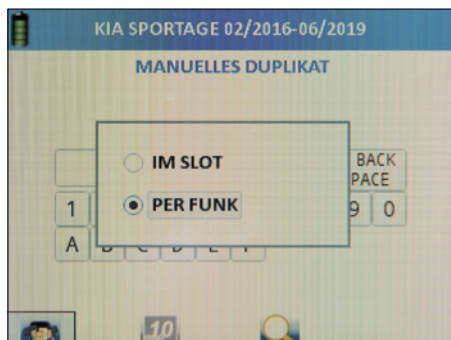 KIA SPORTAGE 02/2016-06/2019
MANUELLES DUPLIKAT
IM SLOT
BACK
PACE
PER FUNK
1
9 0
A B C D E F
10